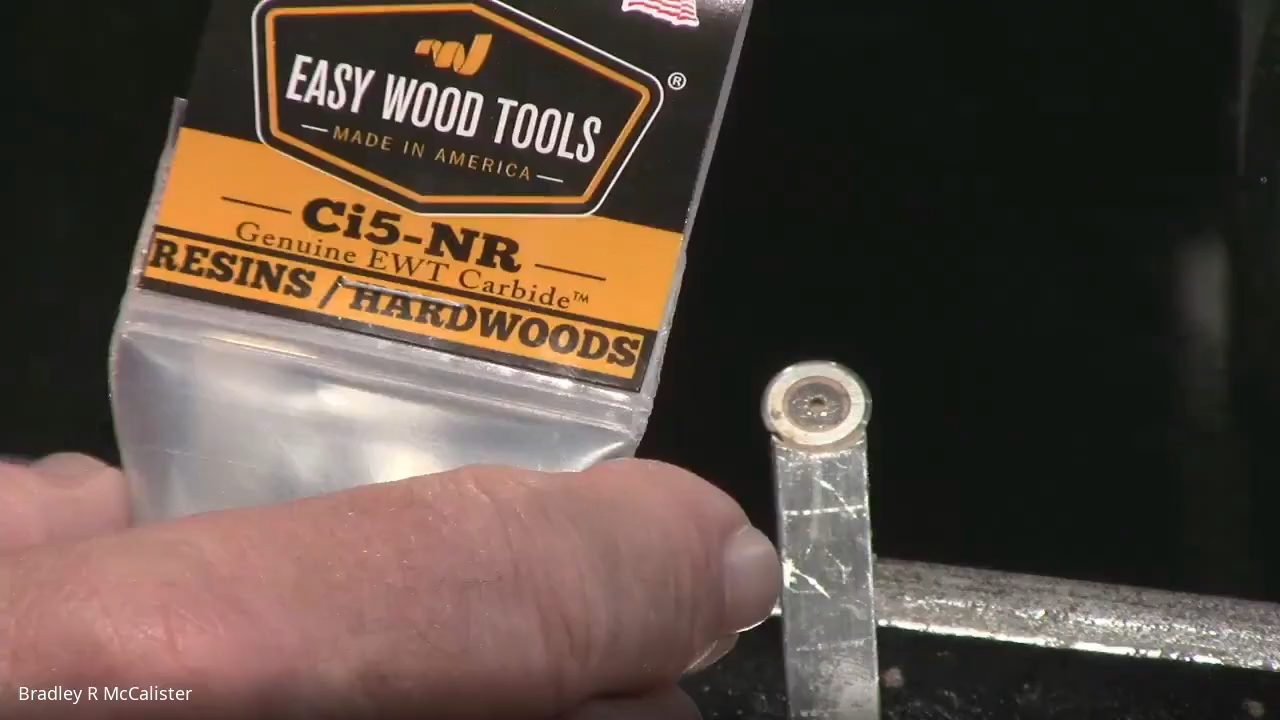 EASY WOOD TOOLS
®
MADE IN AMERICA
Ci5-NR
Genuine EWT Carbide™
RESINS / HARDWOODS
Bradley R McCalister